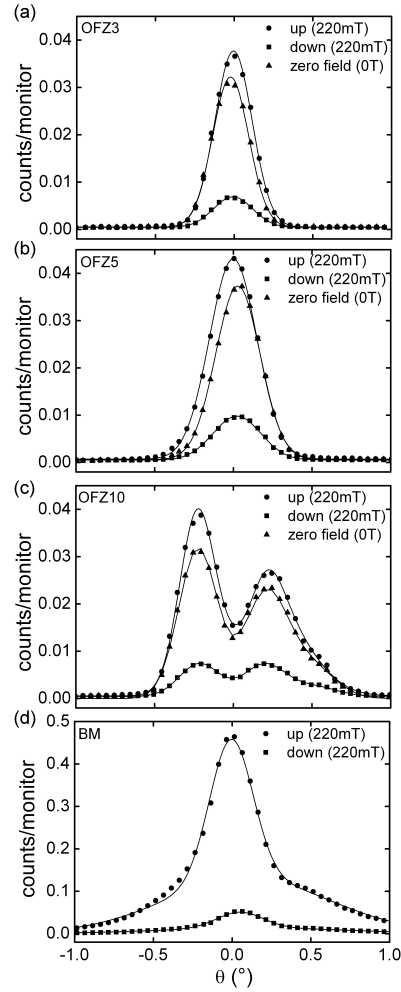 (a)
OFZ3
up (220mT)
down (220mT)
zero field (0T)
0.04
0.03
0.02
0.01
0.00
counts/monitor
(b)
OFZ5
up (220mT)
down (220mT)
zero field (0T)
0.04
0.03
0.02
0.01
0.00
counts/monitor
(c)
OFZ10
up (220mT)
down (220mT)
zero field (0T)
0.04
0.03
0.02
0.01
0.00
counts/monitor
(d)
BM
up (220mT)
down (220mT)
0.5
0.4
0.3
0.2
0.1
0.0
counts/monitor
-1.0 -0.5 0.0 0.5 1.0
θ (°)